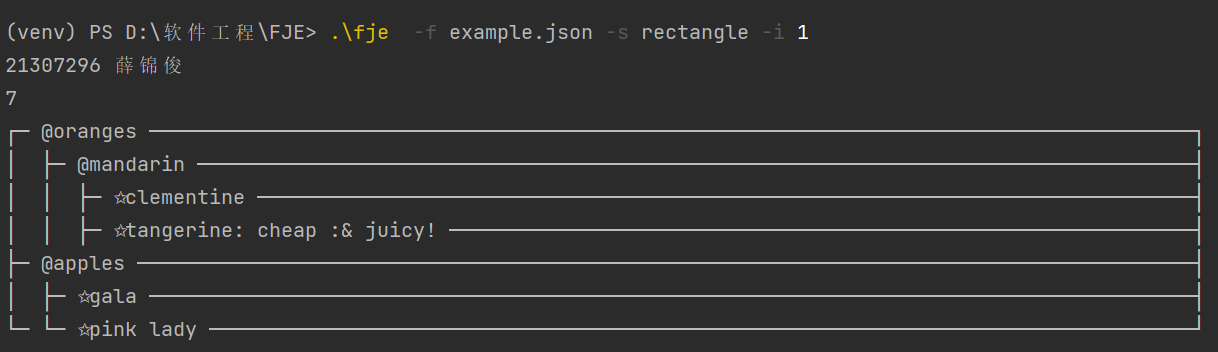 (venv) PS D:\软件工程\FJE> .\fje  -f example.json -s rectangle -i 1
21307296 薛锦俊
7
┌─ @oranges ───────────────────────────────────────────────────────────────────────────────────────┐
│  ├─ @mandarin ───────────────────────────────────────────────────────────────────────────────────┤
│  │  ├─ ☆clementine ──────────────────────────────────────────────────────────────────────────────┤
│  │  ├─ ☆tangerine: cheap :& juicy! ──────────────────────────────────────────────────────────────┤
├─ @apples ────────────────────────────────────────────────────────────────────────────────────────┤
│  ├─ ☆gala ───────────────────────────────────────────────────────────────────────────────────────┤
└─ └─ ☆pink lady ──────────────────────────────────────────────────────────────────────────────────┘